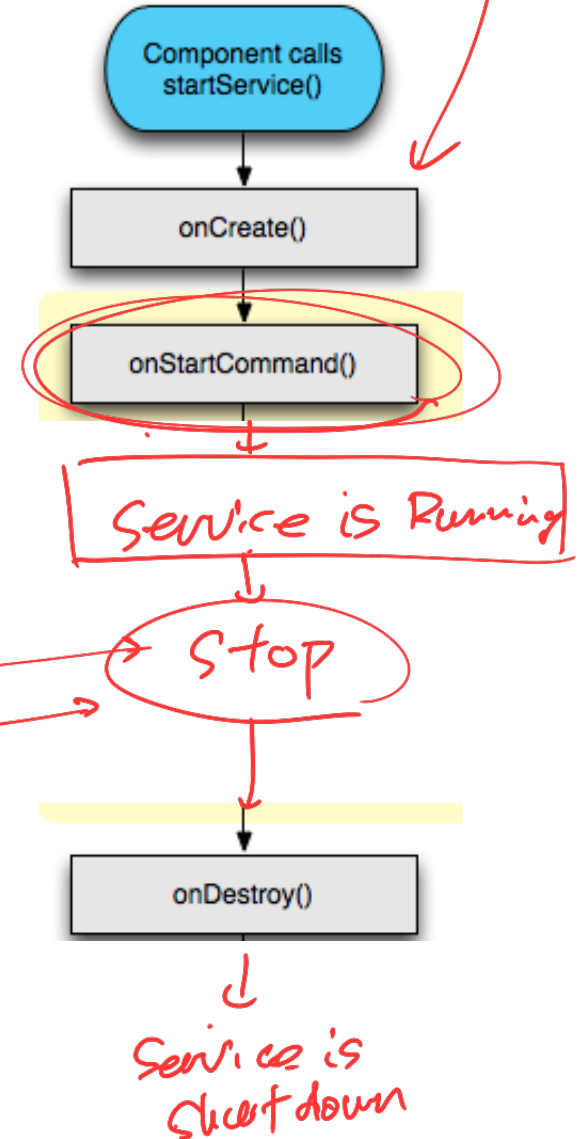 Component calls
startService()
onCreate()
onStartCommand()
Service is Running
Stop
onDestroy()
Service is
Shutdown